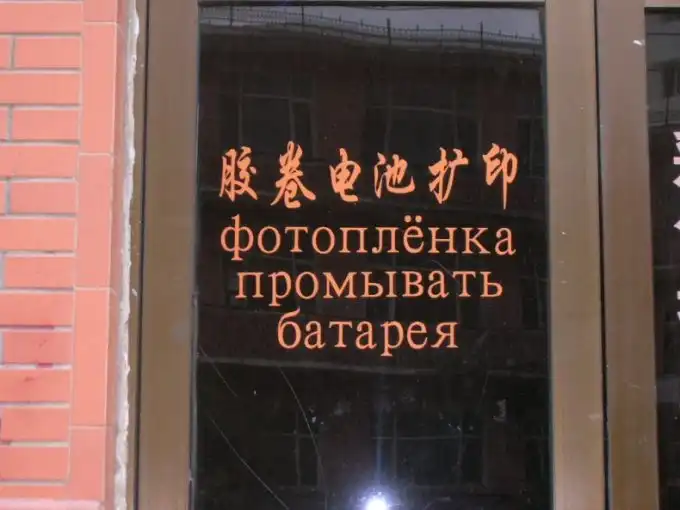 胶卷电池扩印
фотоплёнка
промывать
батарея